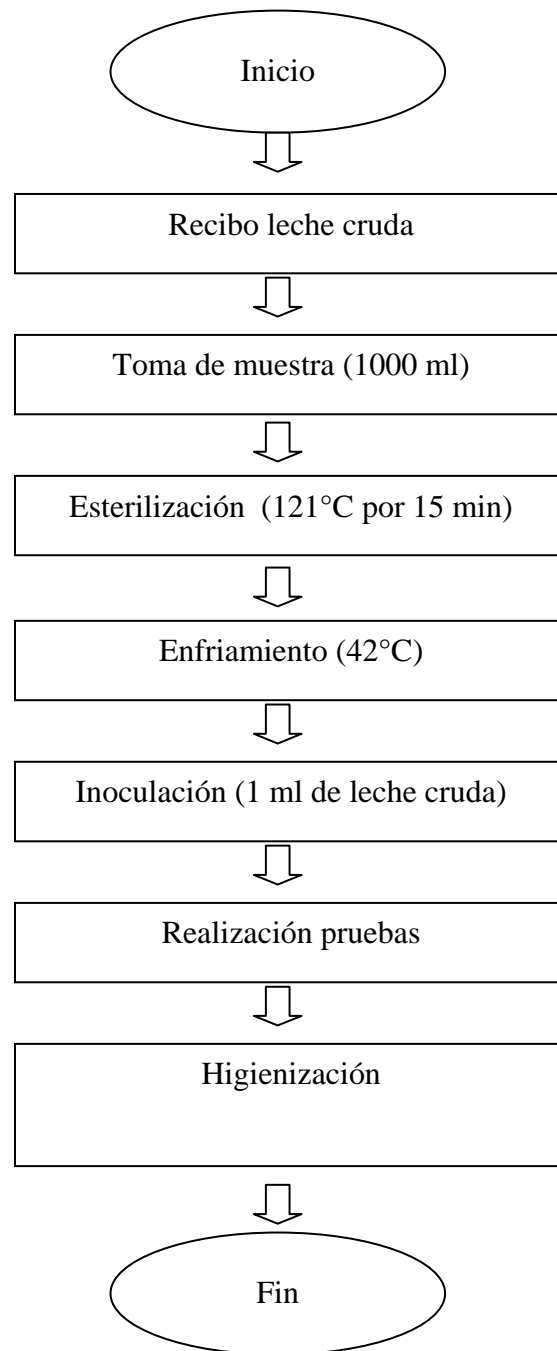 Inicio
Recibo leche cruda
Toma de muestra (1000 ml)
Esterilización  (121°C por 15 min)
Enfriamiento (42°C)
Inoculación (1 ml de leche cruda)
Realización pruebas
Higienización
Fin